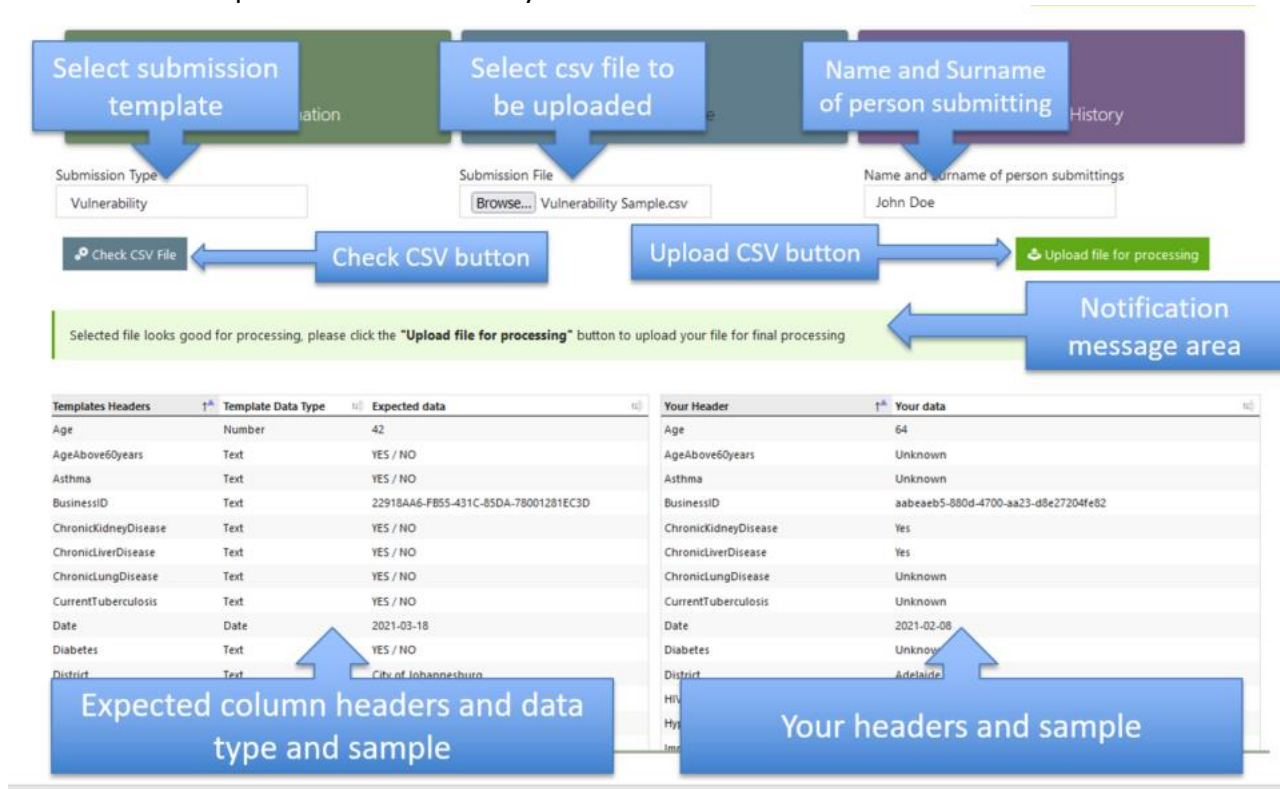 Select submission
template
Select csv file to
be uploaded
Name and Surname
of person submitting
History
Submission Type
Submission File
Name and Surname of person submittings
Vulnerability
Browse... Vulnerability Sample.csv
John Doe
Check CSV File
Check CSV button
Upload CSV button
Upload file for processing
Notification
message area
Selected file looks good for processing, please click the "Upload file for processing" button to upload your file for final processing
Templates Headers Template Data Type Expected data
Your Header Your data
Age Number 42
Age 64
AgeAbove60years Text YES / NO
AgeAbove60years Unknown
Asthma Text YES / NO
Asthma Unknown
BusinessID Text 22918AA6-FB55-431C-85DA-78001281EC3D
BusinessID aabeaeb5-880d-4700-aa23-d8e27204fe82
ChronicKidneyDisease Text YES / NO
ChronicKidneyDisease Yes
ChronicLiverDisease Text YES / NO
ChronicLiverDisease Yes
ChronicLungDisease Text YES / NO
ChronicLungDisease Unknown
CurrentTuberculosis Text YES / NO
CurrentTuberculosis Unknown
Date Date 2021-03-18
Date 2021-02-08
Diabetes Text YES / NO
Diabetes Unknown
District Text City of Johannesburg
District Adelaide
Expected column headers and data
type and sample
Your headers and sample